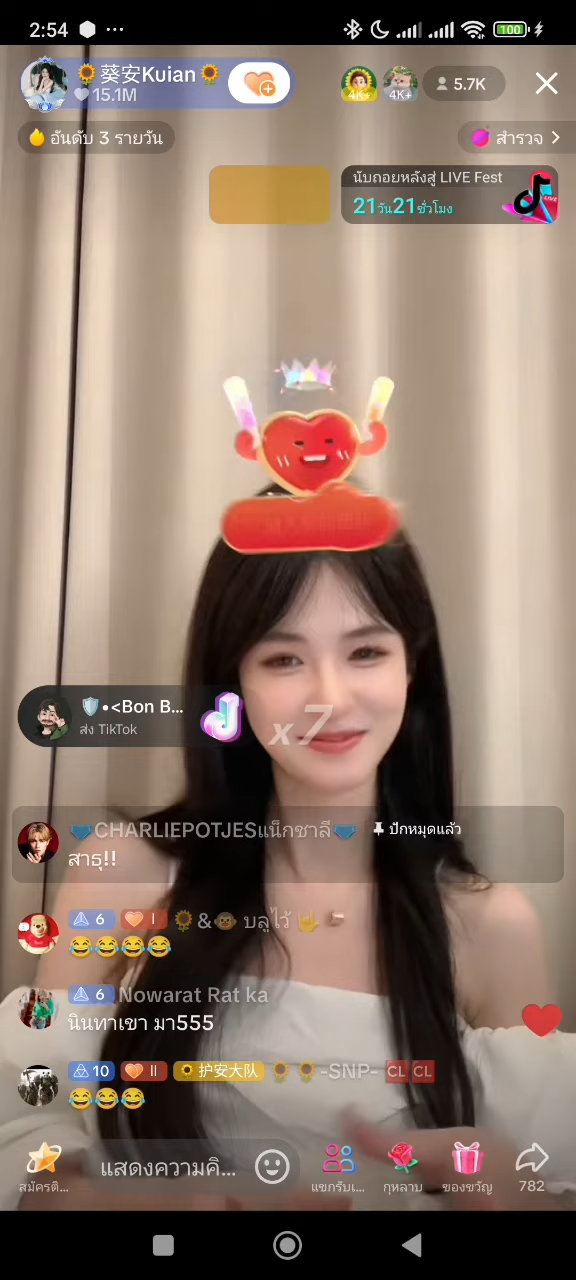 2:54
100
🌻葵安Kuian🌻
15.1M
4K+
4K+
5.7K
อันดับ 3 รายวัน
สำรวจ
นับถอยหลังสู่ LIVE Fest
21วัน21ชั่วโมง
🛡️•<Bon B...
ส่ง TikTok
x7
🩲CHARLIEPOTJESแน็กชาลี🩲
ปักหมุดแล้ว
สาธุ!!
6 I 🌻&🐵 บลูไว้ 🤟
😂😂😂😂
6 Nowarat Rat ka
นินทาเขา มา555
10 II 护安大队 🌻🌻-SNP- CL CL
😂😂😂
แสดงความคิ...
สมัครติ...
แขกรับเ...
กุหลาบ
ของขวัญ
782